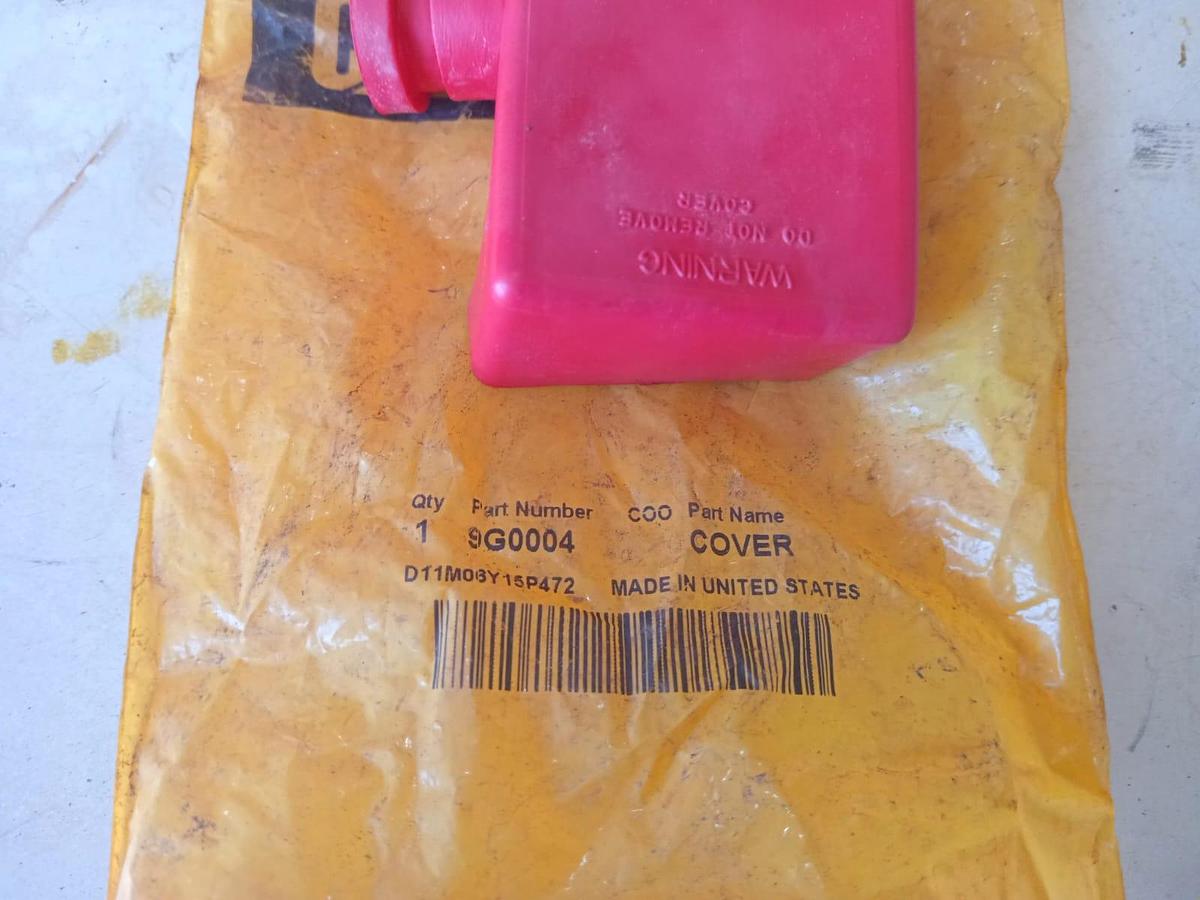 WARNING
DO NOT REMOVE
COVER
Qty Part Number COO Part Name
1 9G0004 COVER
D11M06Y15P472 MADE IN UNITED STATES